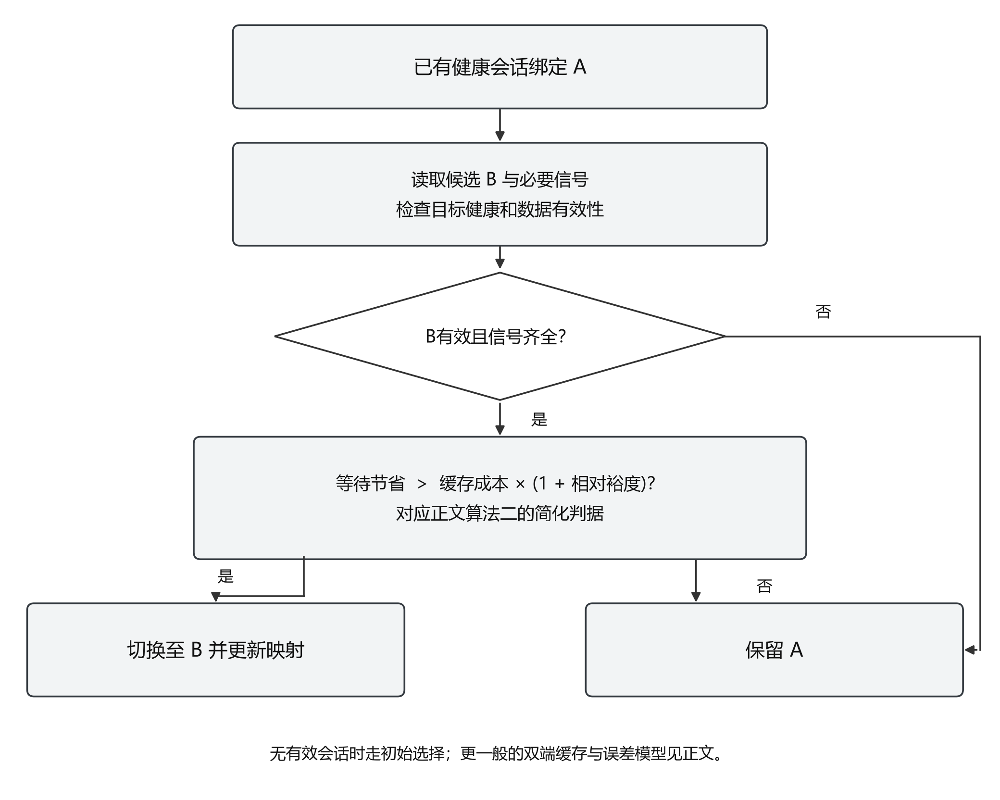 已有健康会话绑定 A
读取候选 B 与必要信号
检查目标健康和数据有效性
B有效且信号齐全？
否
是
等待节省 > 缓存成本 × (1 + 相对裕度)？
对应正文算法二的简化判据
是
否
切换至 B 并更新映射
保留 A
无有效会话时走初始选择；更一般的双端缓存与误差模型见正文。